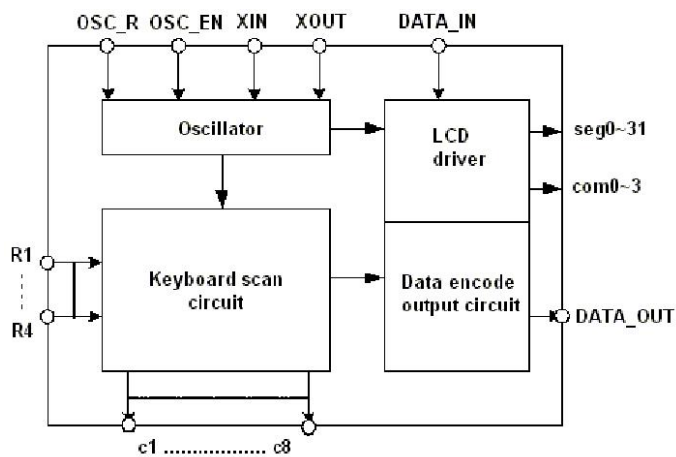 OSC_R OSC_EN XIN XOUT DATA_IN
Oscillator
LCD
driver
seg0~31
com0~3
R1
R4
Keyboard scan
circuit
Data encode
output circuit
DATA_OUT
c1 .................. c8